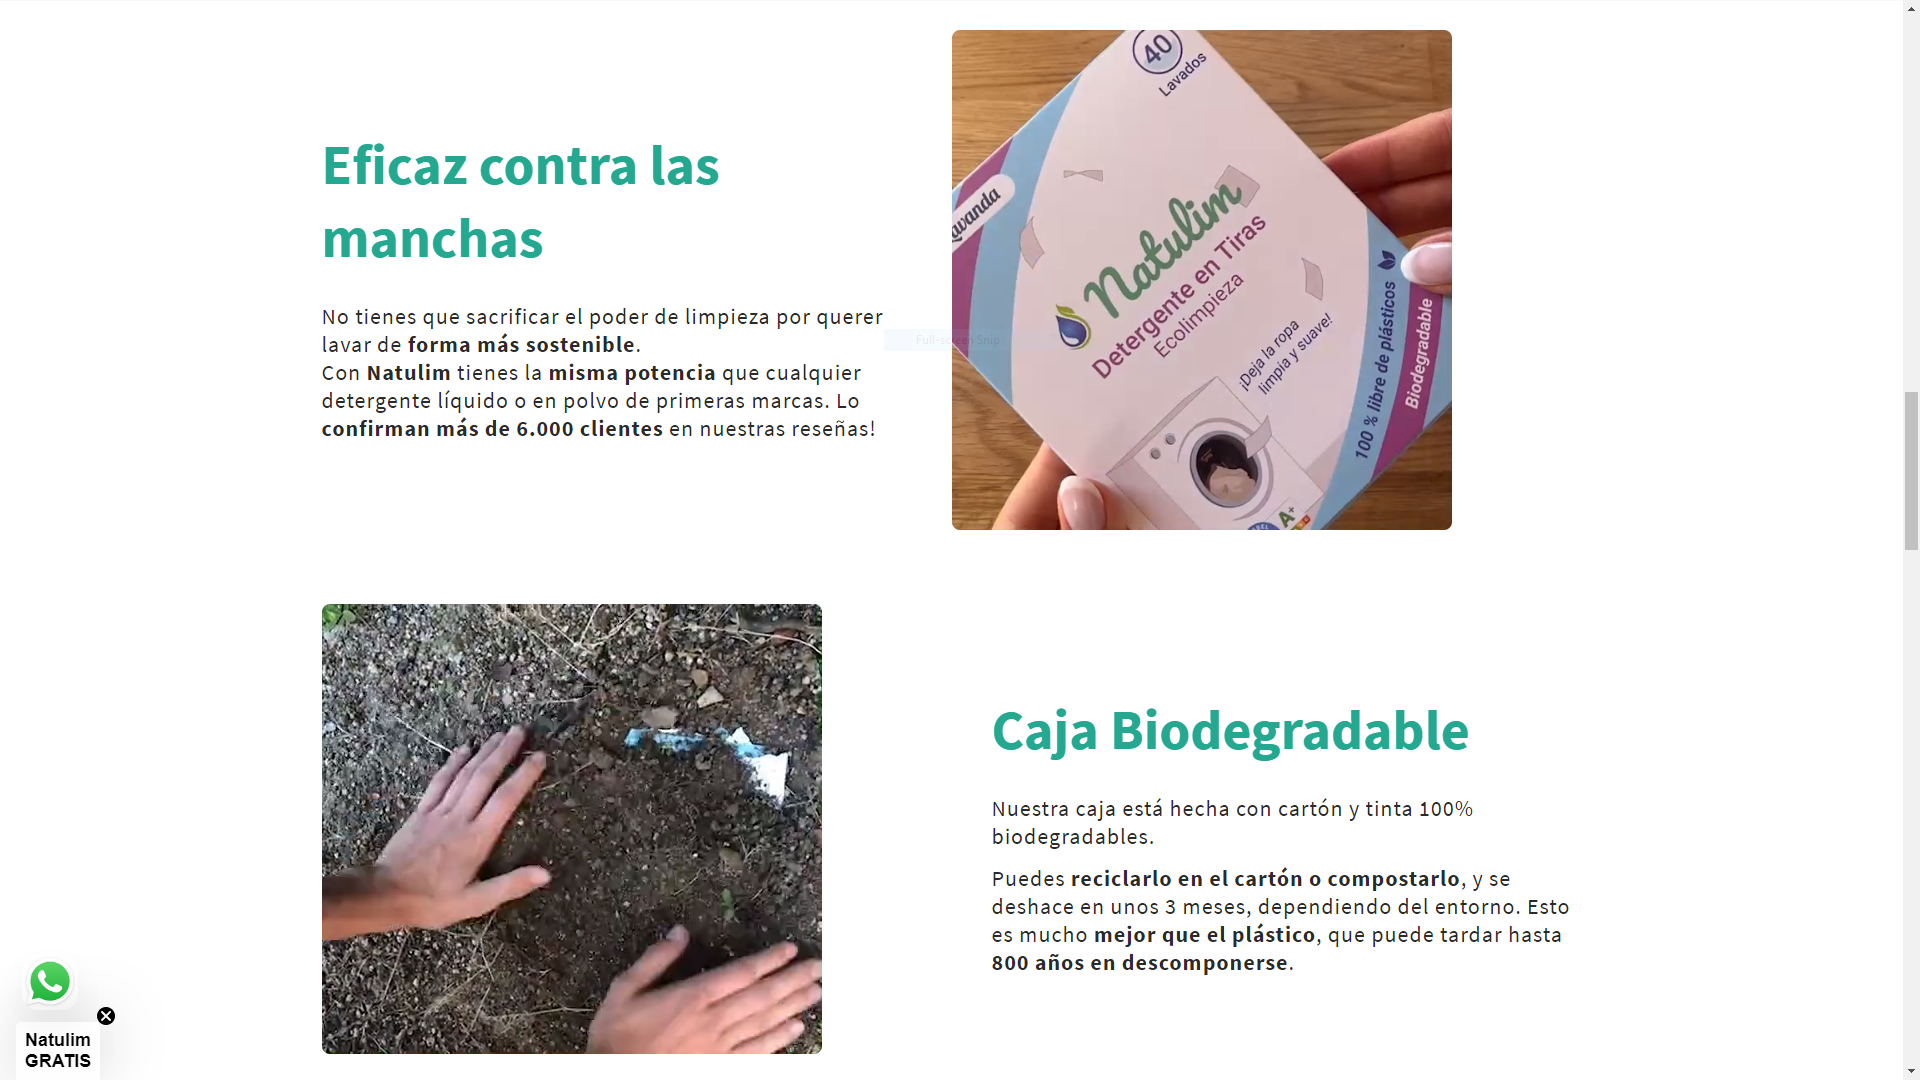 Eficaz contra las
manchas
No tienes que sacrificar el poder de limpieza por querer
lavar de forma más sostenible.
Con Natulim tienes la misma potencia que cualquier
detergente líquido o en polvo de primeras marcas. Lo
confirman más de 6.000 clientes en nuestras reseñas!
40
Lavados
Lavanda
Natulim
Detergente en Tiras
Ecolimpieza
¡Deja la ropa
limpia y suave!
100 % libre de plásticos
Biodegradable
A+
Full-screen Snip
Caja Biodegradable
Nuestra caja está hecha con cartón y tinta 100%
biodegradables.
Puedes reciclarlo en el cartón o compostarlo, y se
deshace en unos 3 meses, dependiendo del entorno. Esto
es mucho mejor que el plástico, que puede tardar hasta
800 años en descomponerse.
Natulim
GRATIS